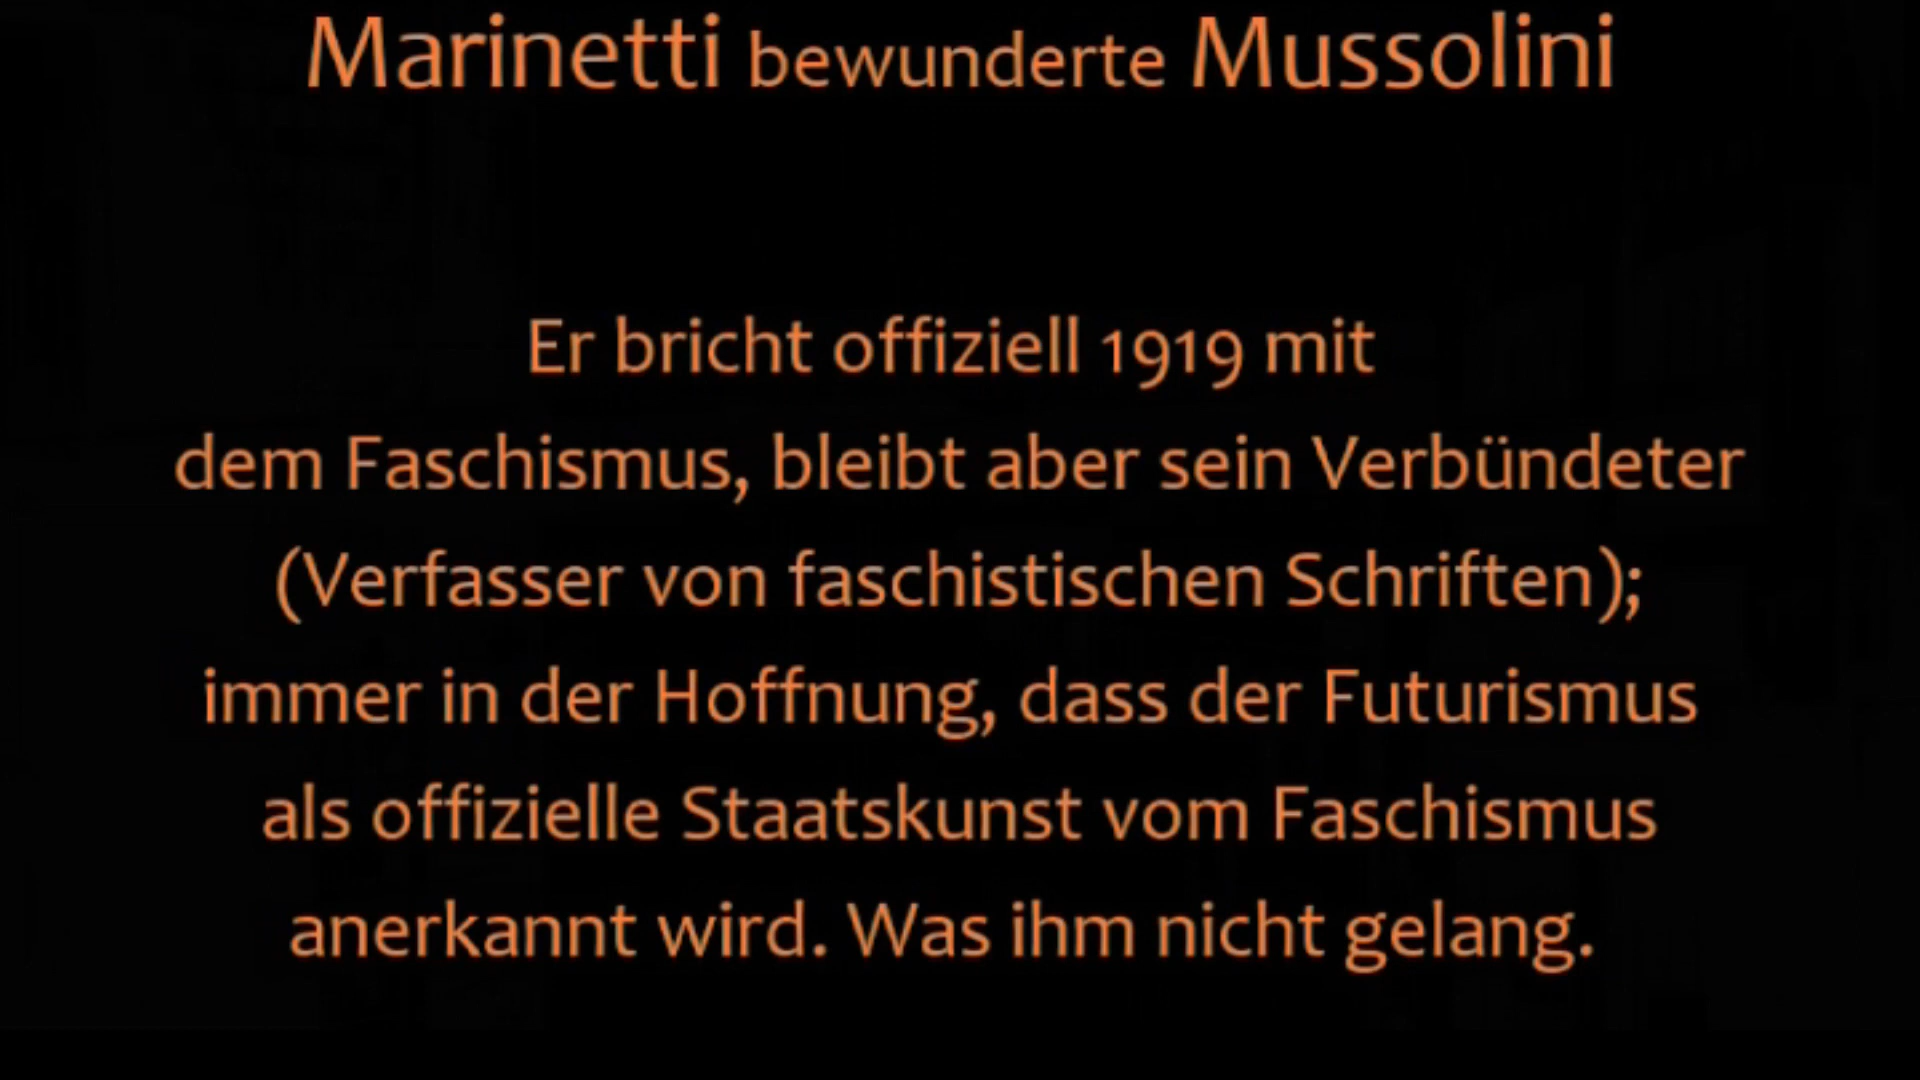 Marinetti bewunderte Mussolini
Er bricht offiziell 1919 mit
dem Faschismus, bleibt aber sein Verbündeter
(Verfasser von faschistischen Schriften);
immer in der Hoffnung, dass der Futurismus
als offizielle Staatskunst vom Faschismus
anerkannt wird. Was ihm nicht gelang.